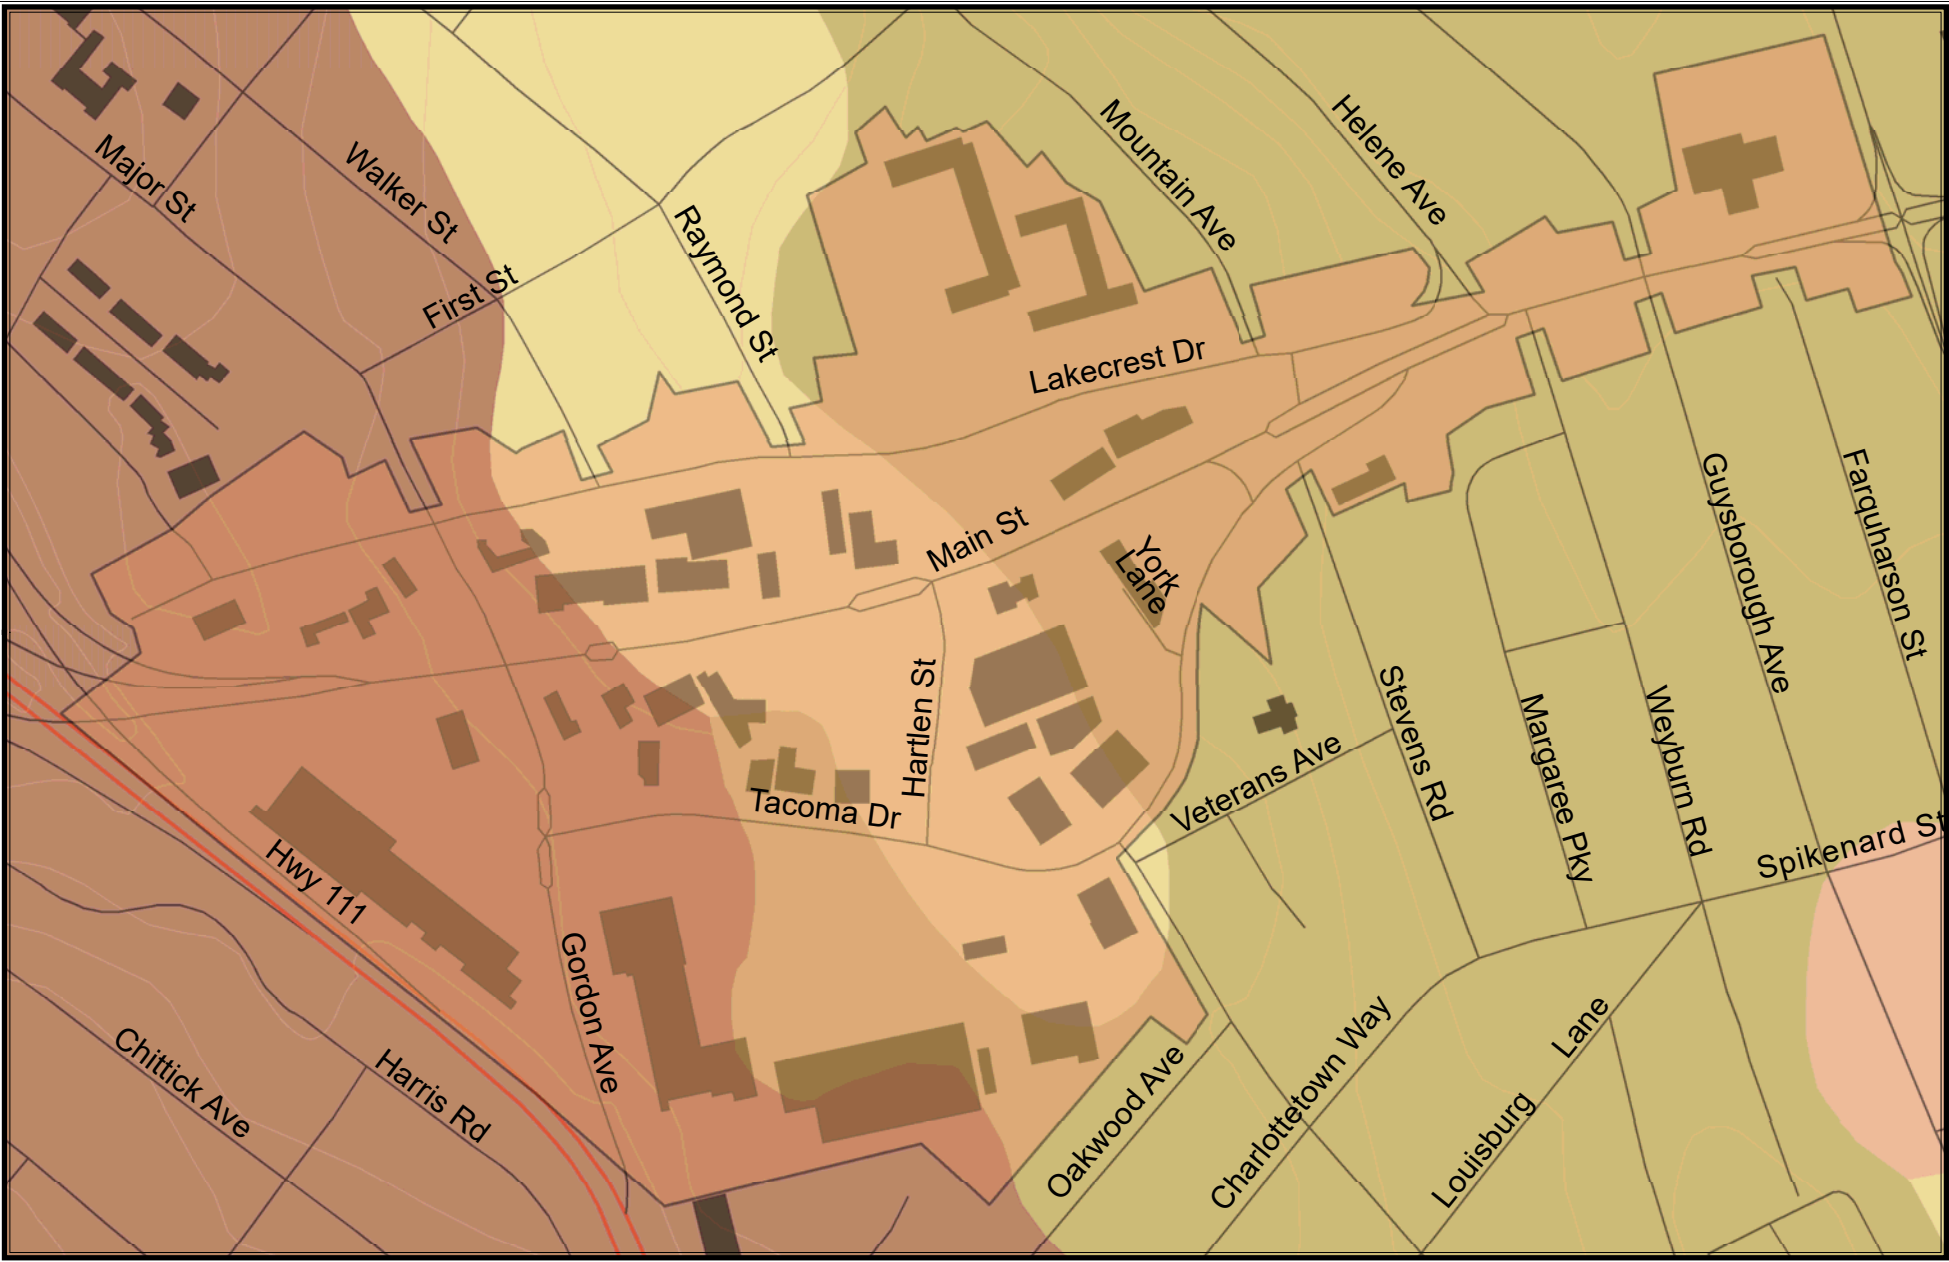 Major St
Walker St
First St
Raymond St
Mountain Ave
Helene Ave
Lakecrest Dr
Main St
York
Lane
Hartlen St
Tacoma Dr
Guysborough Ave
Farquharson St
Stevens Rd
Margaree Pky
Weyburn Rd
Veterans Ave
Spikenard St
Hwy 111
Gordon Ave
Chittick Ave
Harris Rd
Oakwood Ave
Charlottetown Way
Louisburg Lane